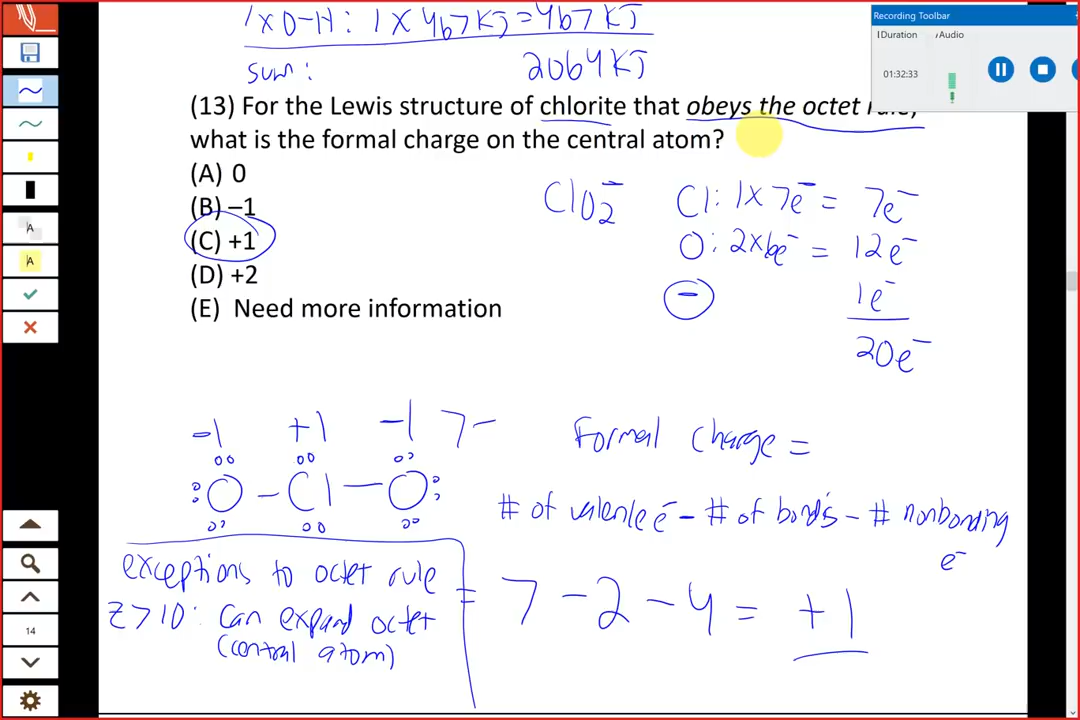 1 x O-H: 1 x 467 KJ = 467 KJ
sum: 2064 KJ
Recording Toolbar
Duration
Audio
01:32:33
(13) For the Lewis structure of chlorite that obeys the octet rule,
what is the formal charge on the central atom?
(A) 0
(B) –1
(C) +1
(D) +2
(E) Need more information
ClO2– Cl: 1 x 7e– = 7e–
O: 2 x 6e– = 12e–
– 1e–
20e–
-1 +1 -1 7-
O – Cl – O
Formal charge =
# of valence e– - # of bonds - # nonbonding
e–
= 7 - 2 - 4 = +1
exceptions to octet rule
Z > 10: can expand octet
(central atom)
A
A
14